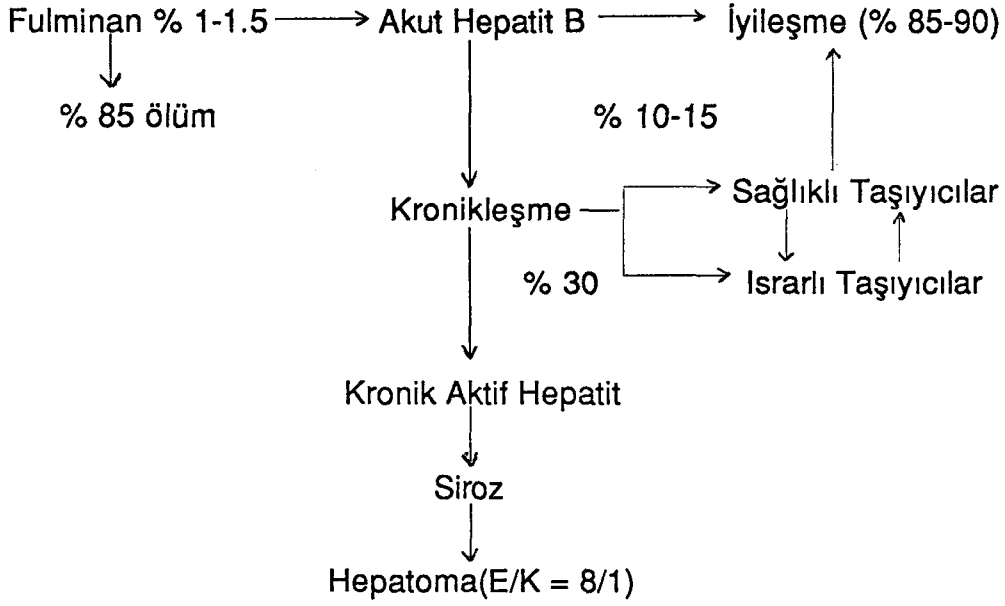 Fulminan % 1-1.5 Akut Hepatit B İyileşme (% 85-90)
% 85 ölüm % 10-15
Sağlıklı Taşıyıcılar
Kronikleşme
% 30 Israrlı Taşıyıcılar
Kronik Aktif Hepatit
Siroz
Hepatoma(E/K = 8/1)